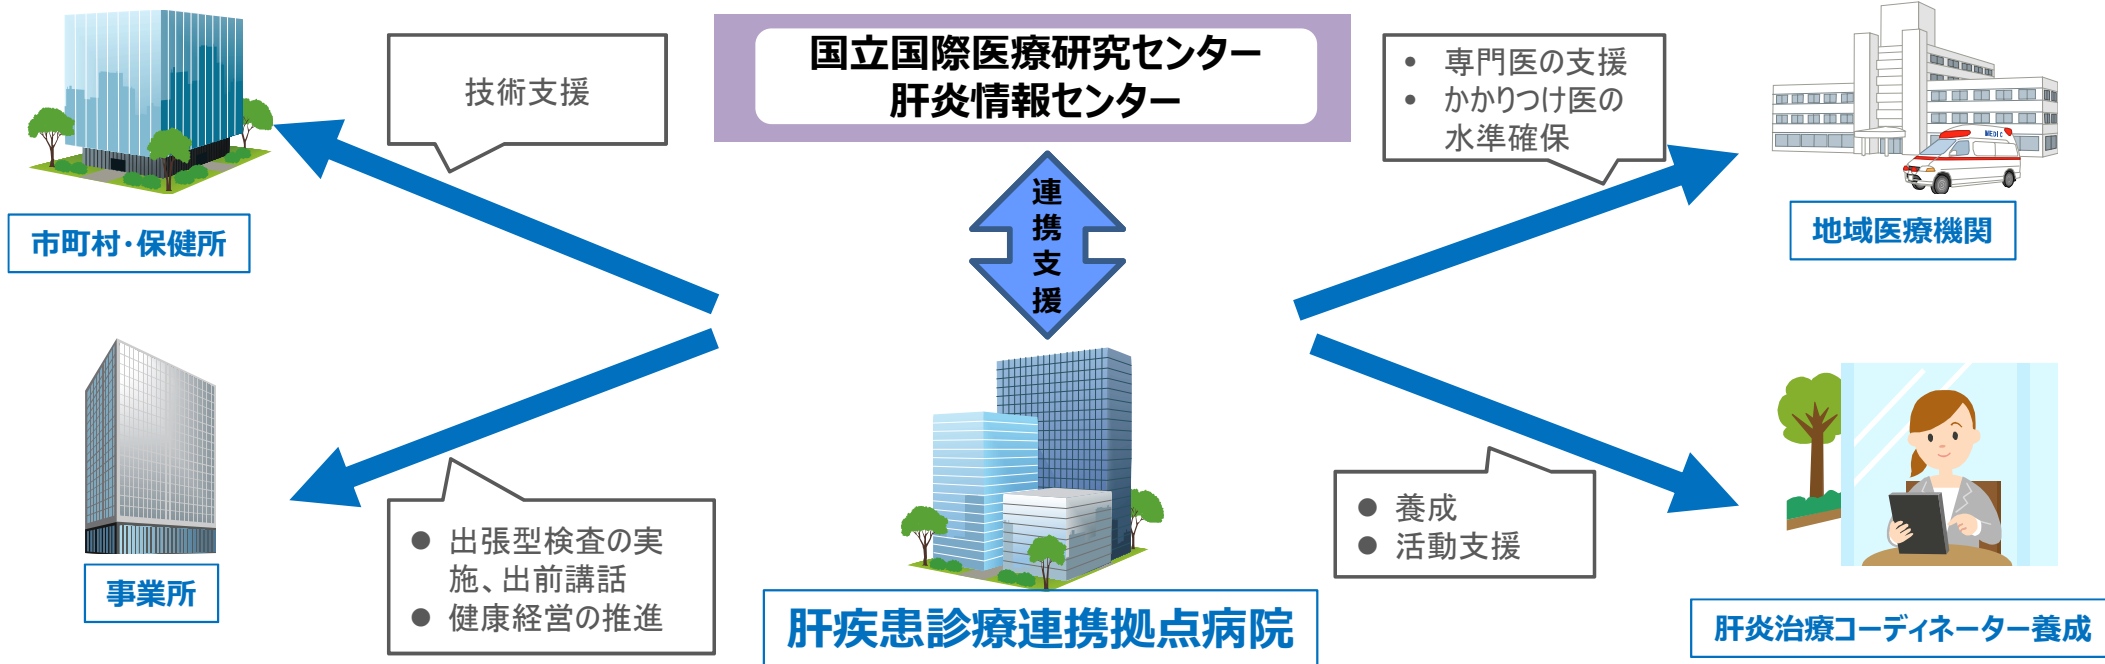 国立国際医療研究センター
肝炎情報センター
技術支援
• 専門医の支援
• かかりつけ医の
水準確保
MEDIC
連
携
支
援
市町村・保健所
地域医療機関
● 出張型検査の実
施、出前講話
● 健康経営の推進
● 養成
● 活動支援
事業所
肝疾患診療連携拠点病院
肝炎治療コーディネーター養成